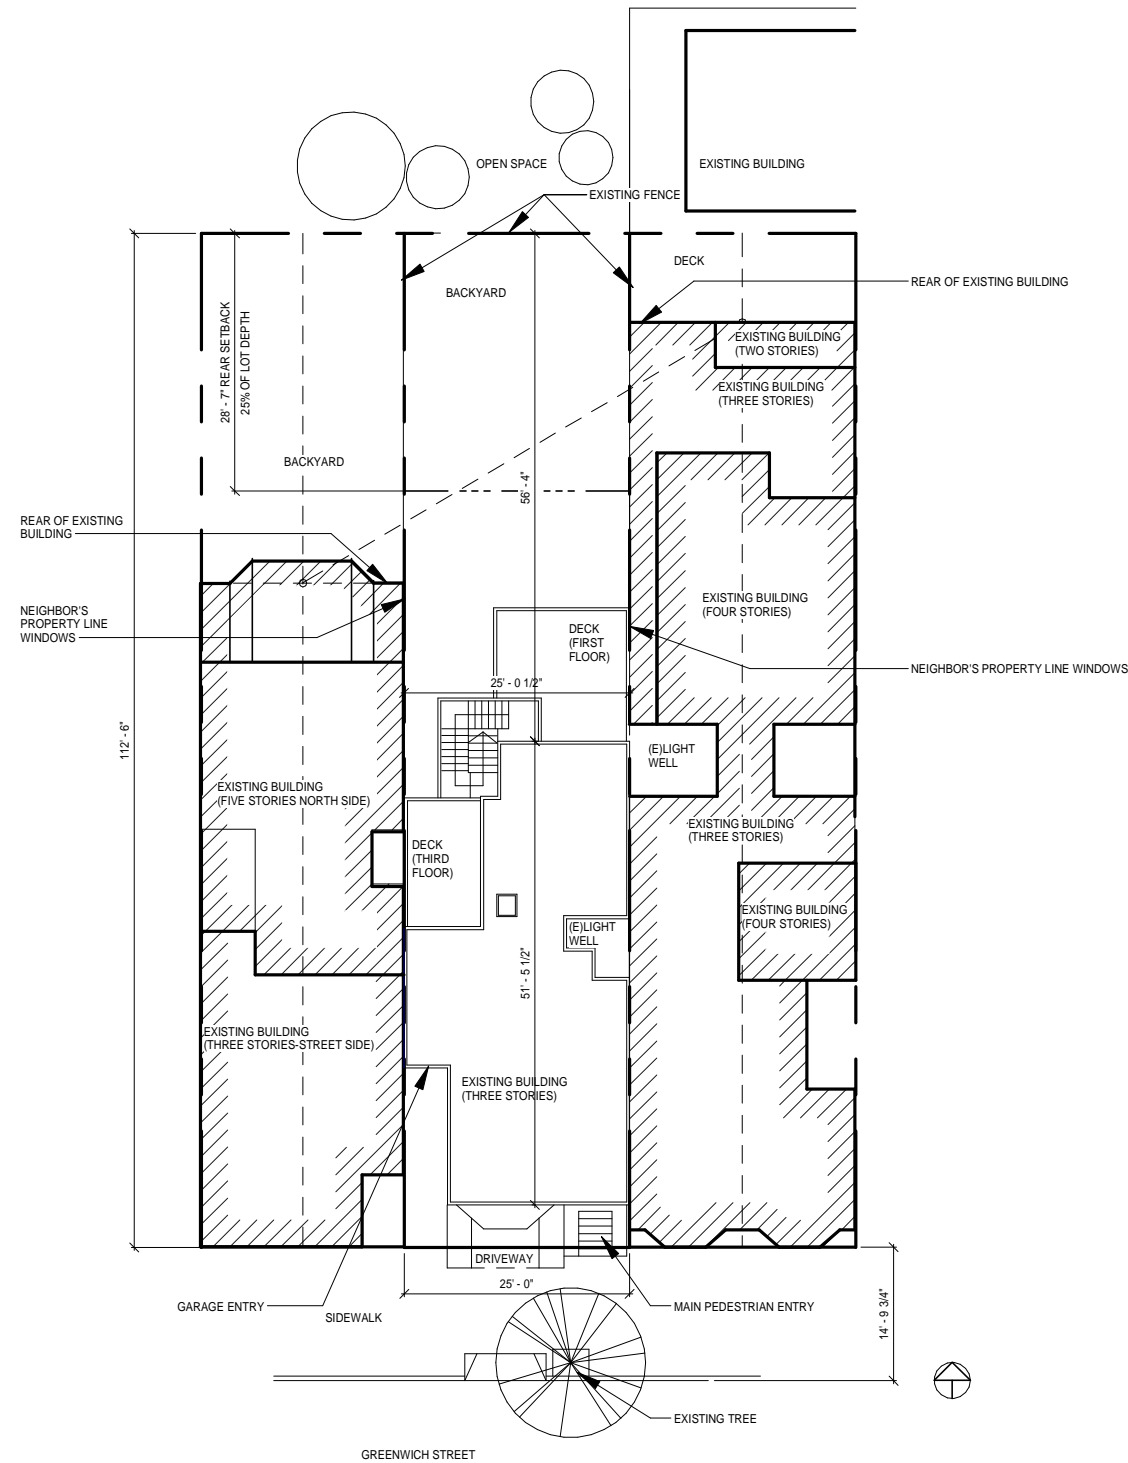 EXISTING BUILDING
OPEN SPACE
EXISTING FENCE
DECK
REAR OF EXISTING BUILDING
BACKYARD
28' - 7" REAR SETBACK
25% OF LOT DEPTH
EXISTING BUILDING
(TWO STORIES)
EXISTING BUILDING
(THREE STORIES)
BACKYARD
56' - 4"
REAR OF EXISTING
BUILDING
NEIGHBOR'S
PROPERTY LINE
WINDOWS
EXISTING BUILDING
(FOUR STORIES)
DECK
(FIRST
FLOOR)
NEIGHBOR'S PROPERTY LINE WINDOWS
25' - 0 1/2"
112' - 6"
(E)LIGHT
WELL
EXISTING BUILDING
(FIVE STORIES NORTH SIDE)
EXISTING BUILDING
(THREE STORIES)
DECK
(THIRD
FLOOR)
EXISTING BUILDING
(FOUR STORIES)
(E)LIGHT
WELL
51' - 5 1/2"
EXISTING BUILDING
(THREE STORIES-STREET SIDE)
EXISTING BUILDING
(THREE STORIES)
DRIVEWAY
25' - 0"
GARAGE ENTRY
SIDEWALK
MAIN PEDESTRIAN ENTRY
14' - 9 3/4"
EXISTING TREE
GREENWICH STREET